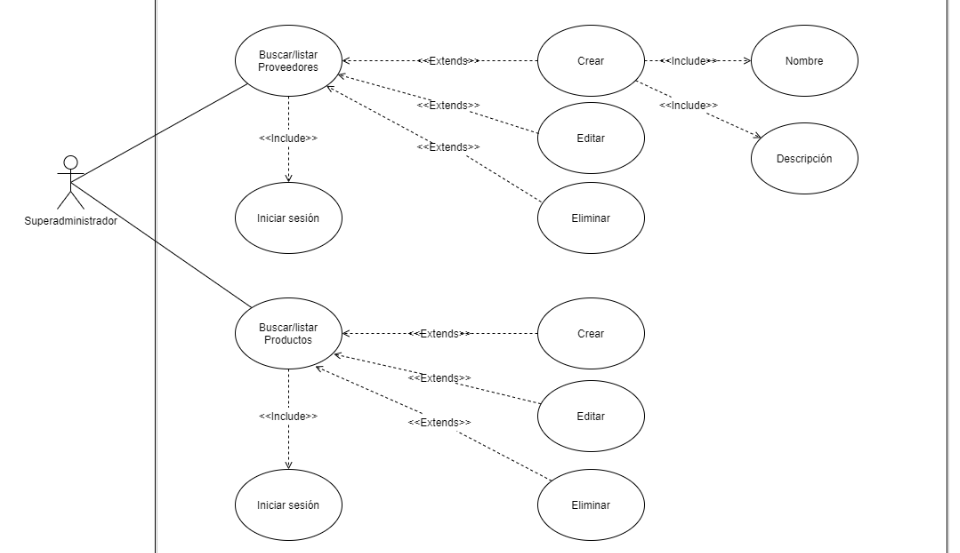 Buscar/listar
Proveedores
<<Extends>>
Crear
<<Include>>
Nombre
<<Extends>>
<<Include>>
<<Include>>
Editar
<<Extends>>
Descripción
Superadministrador
Iniciar sesión
Eliminar
Buscar/listar
Productos
<<Extends>>
Crear
<<Extends>>
<<Include>>
Editar
<<Extends>>
Iniciar sesión
Eliminar